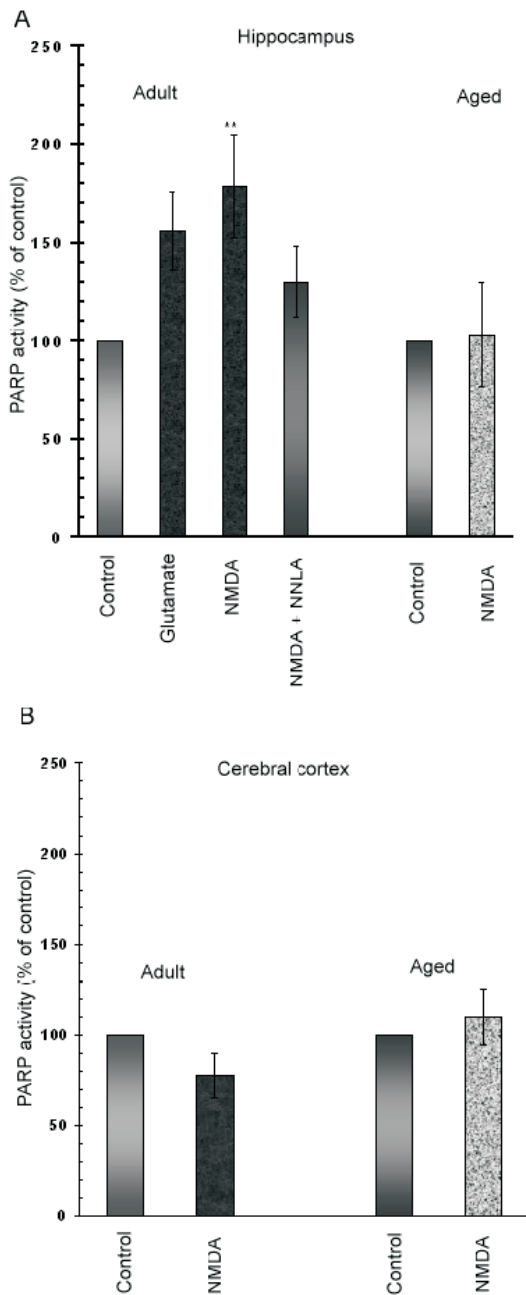 A
Hippocampus
Adult
Aged
**
PARP activity (% of control)
250
200
150
100
50
0
Control
Glutamate
NMDA
NMDA + NNLA
Control
NMDA
B
Cerebral cortex
Adult
Aged
PARP activity (% of control)
250
200
150
100
50
0
Control
NMDA
Control
NMDA